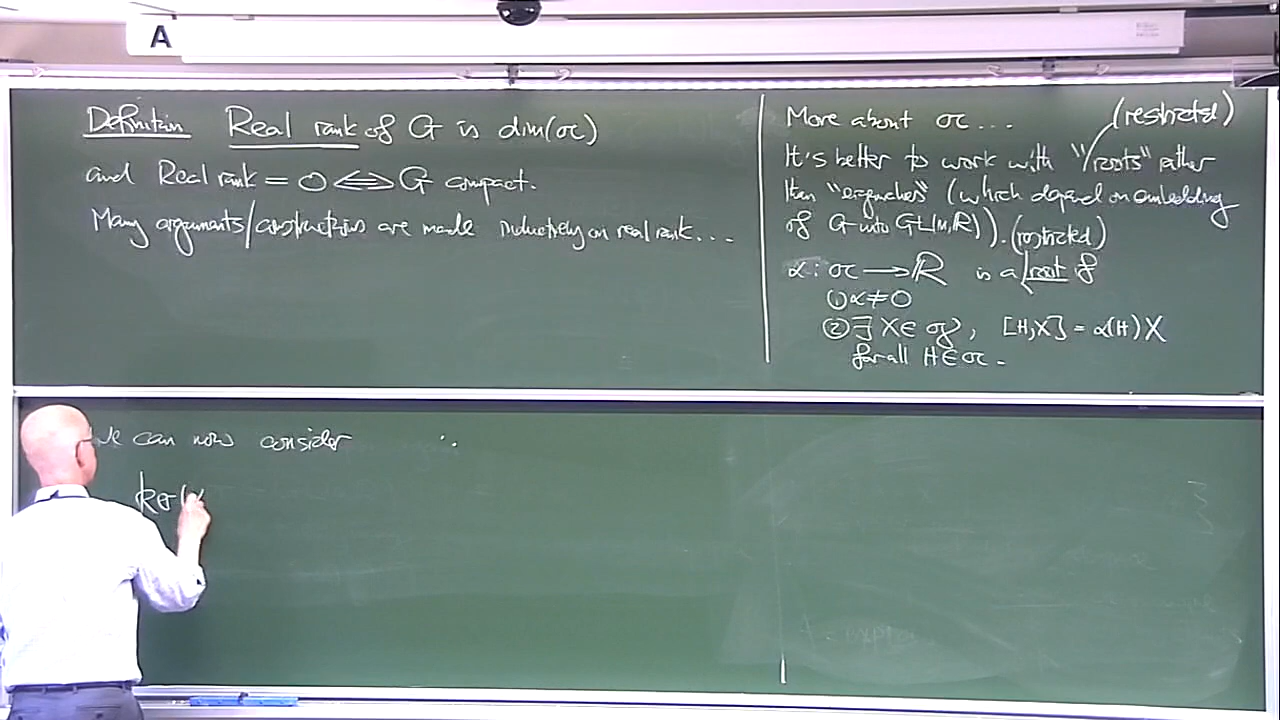 A
Definition Real rank of G is dim(𝔞)
and Real rank = 0 ⟺ G compact.
Many arguments/constructions are made inductively on real rank...
More about 𝔞 ... (restricted)
It's better to work with "roots" rather
than "eigenvalues" (which depend on embedding
of G into GL(m,ℝ)). (restricted)
α: 𝔞 → ℝ is a root if
① α≠0
② ∃ X ∈ 𝔤, [H,X] = α(H) X
for all H ∈ 𝔞.
We can now consider
ker